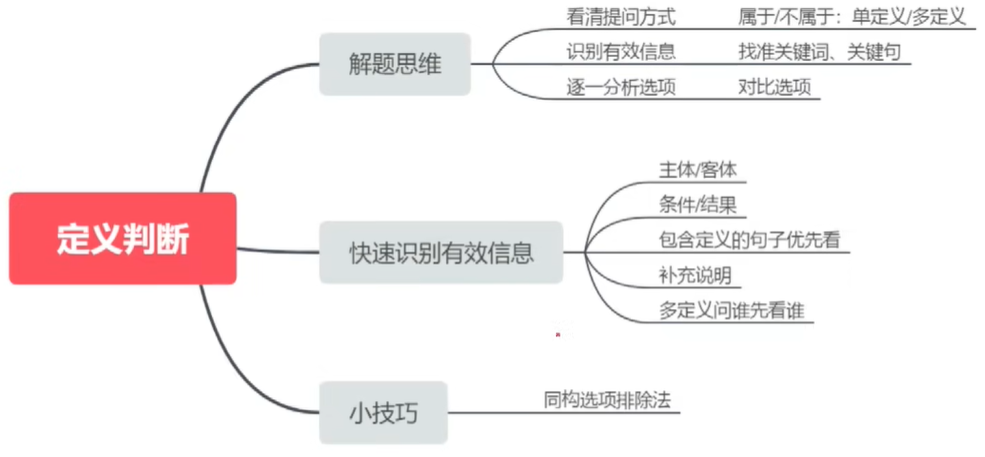 定义判断
解题思维
看清提问方式 属于/不属于：单定义/多定义
识别有效信息 找准关键词、关键句
逐一分析选项 对比选项
快速识别有效信息
主体/客体
条件/结果
包含定义的句子优先看
补充说明
多定义问谁先看谁
小技巧
同构选项排除法